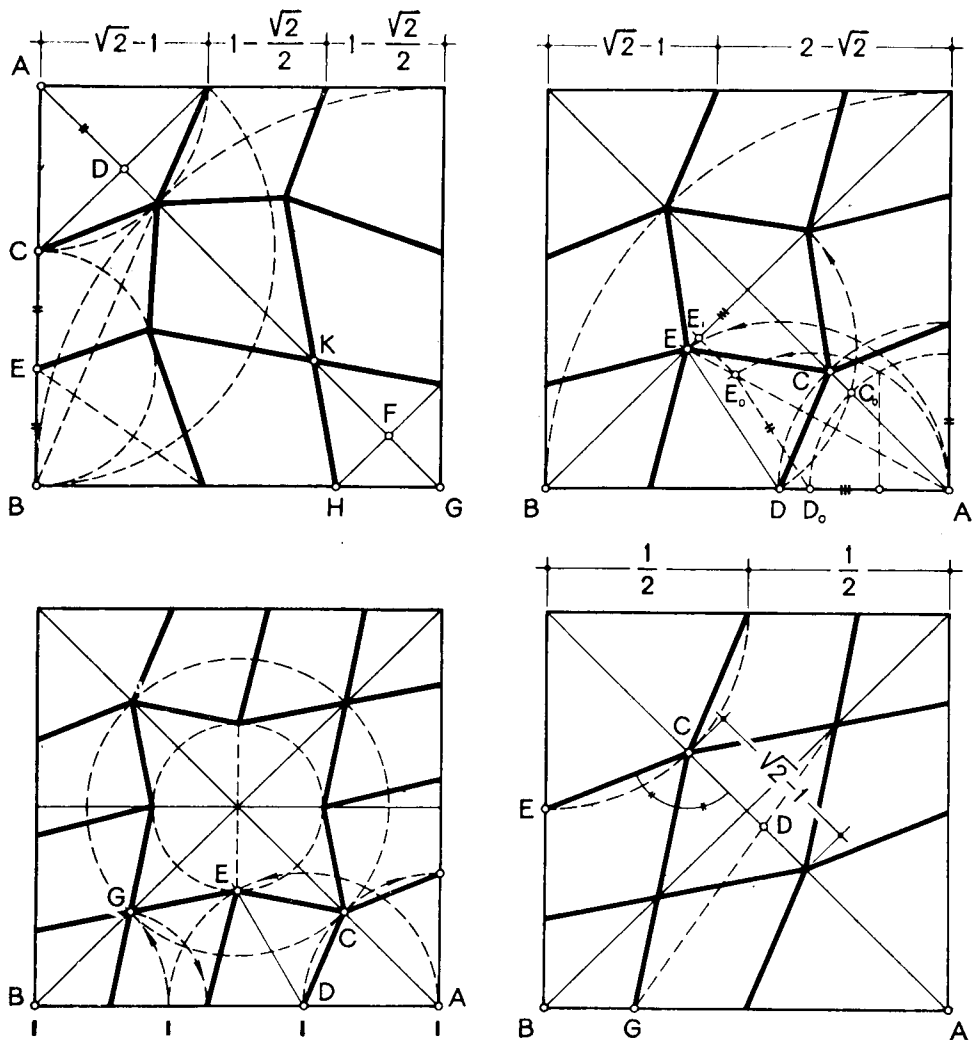 √2 - 1
1 - √2/2
1 - √2/2
A
D
C
E
K
F
B
H
G
√2 - 1
2 - √2
E₁
E
E₀
C
C₀
B
D
D₀
A
G
E
C
B
D
A
1/2
1/2
C
√2 - 1
E
D
B
G
A